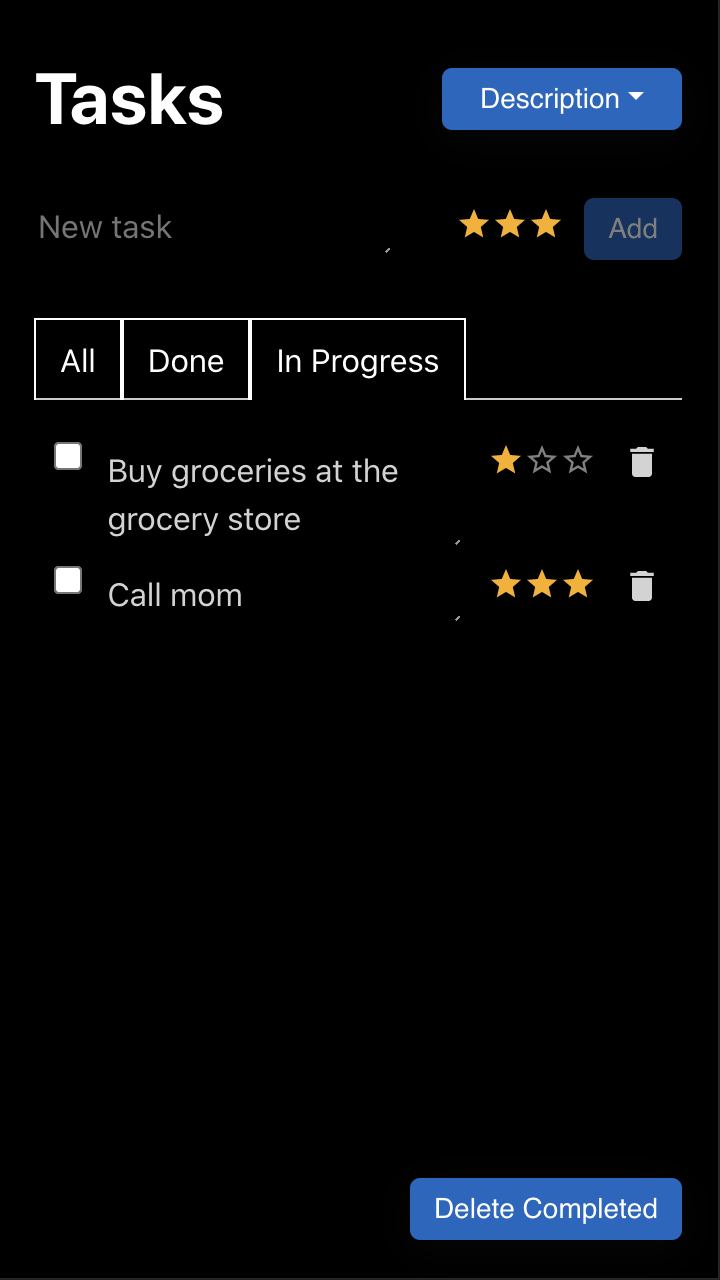 Tasks
Description
New task
Add
All
Done
In Progress
Buy groceries at the
grocery store
Call mom
Delete Completed